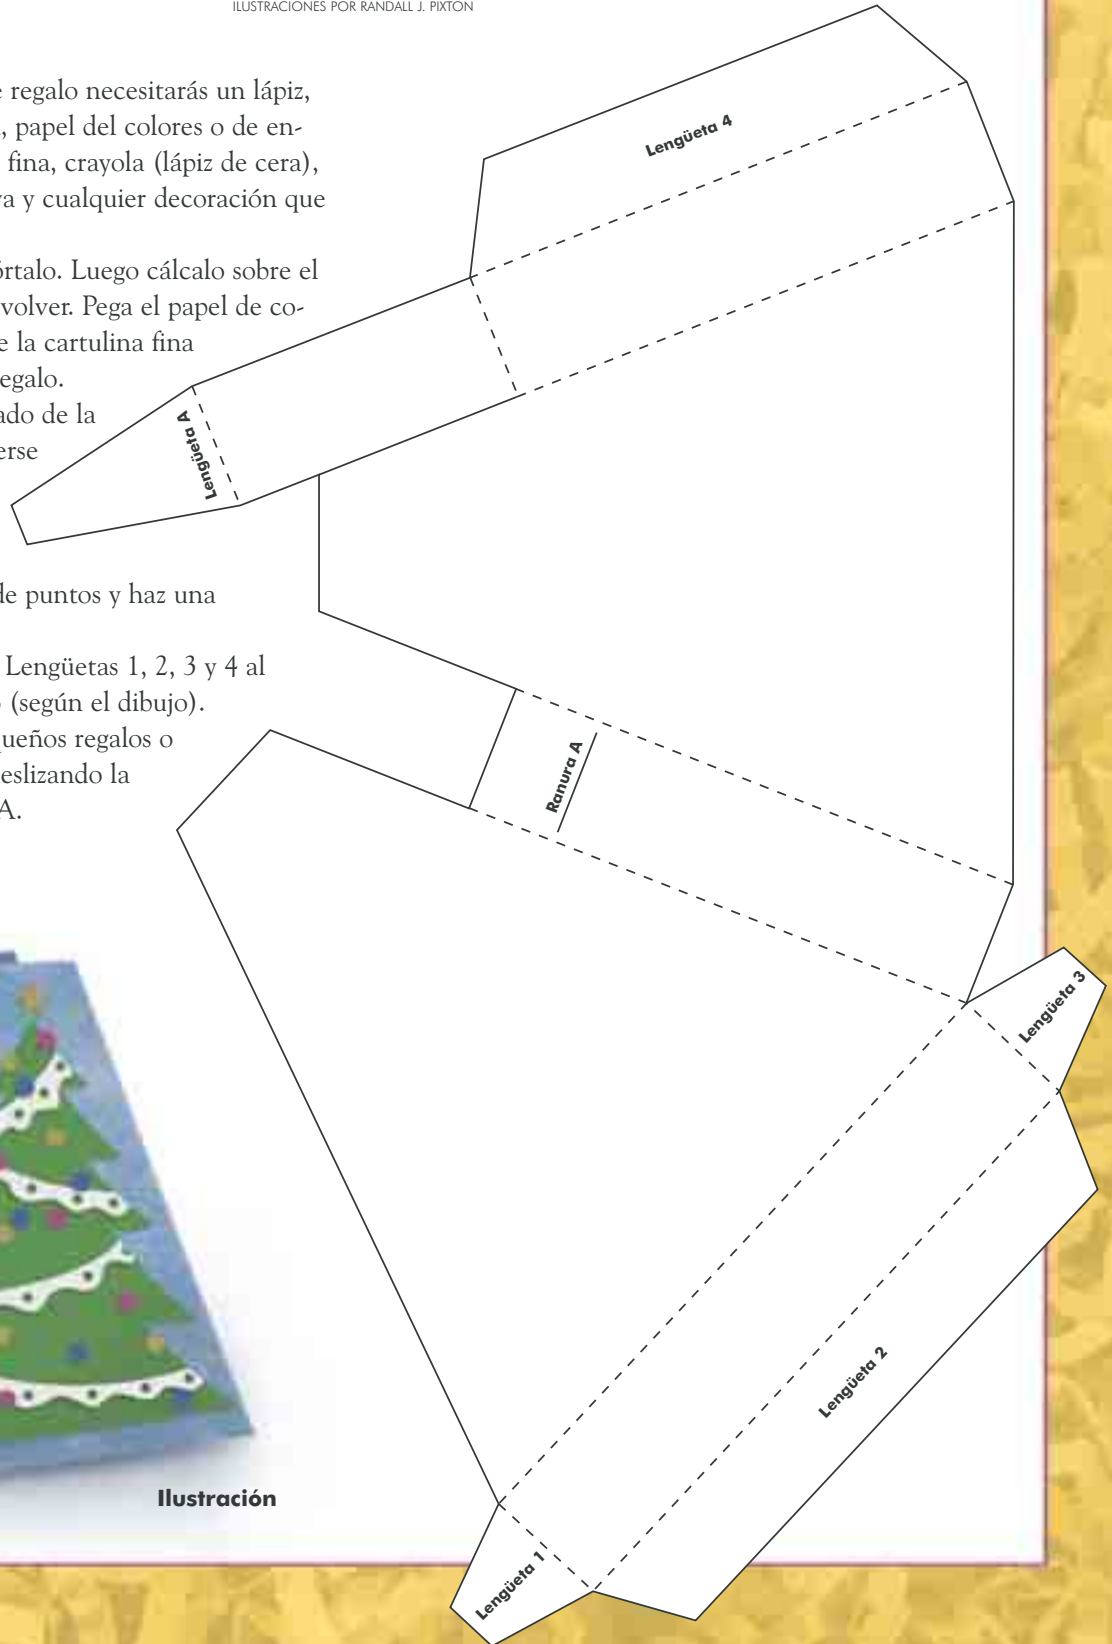 ILUSTRACIONES POR RANDALL J. PIXTON
regalo necesitarás un lápiz,
, papel del colores o de en-
fina, crayola (lápiz de cera),
va y cualquier decoración que
órtalo. Luego cálcalo sobre el
volver. Pega el papel de co-
e la cartulina fina
egalo.
ado de la
erse
de puntos y haz una
Lengüetas 1, 2, 3 y 4 al
(según el dibujo).
queños regalos o
eslizando la
A.
Lengüeta 4
Lengüeta A
Ranura A
Lengüeta 3
Lengüeta 2
Lengüeta 1
Ilustración